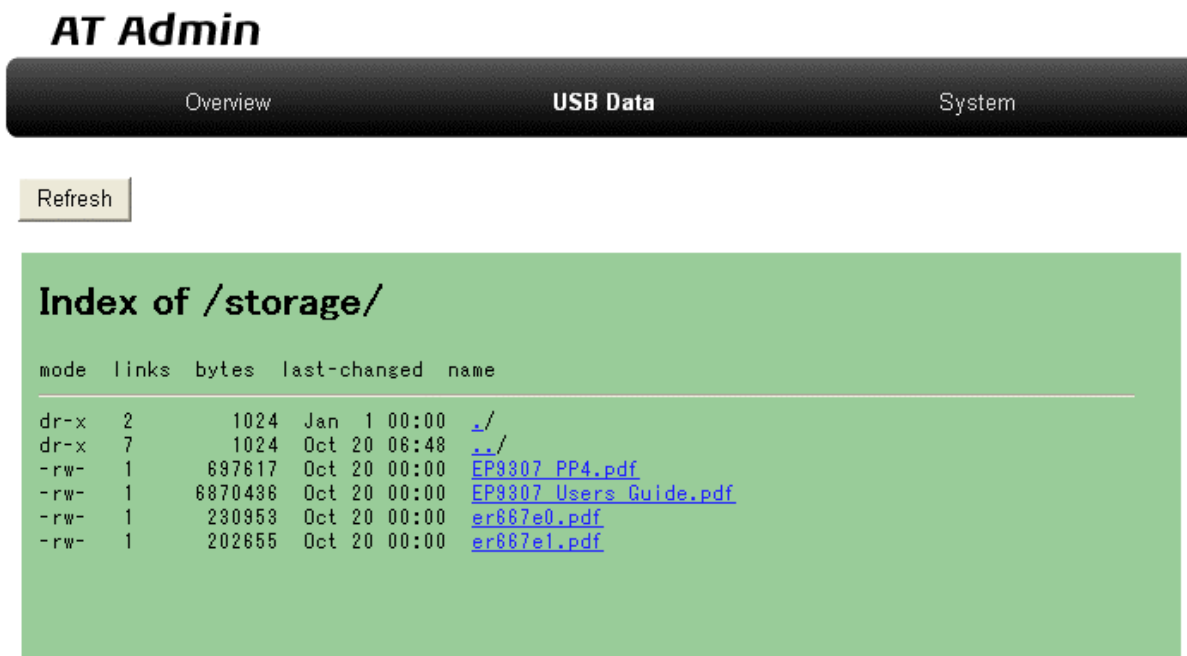 AT Admin
Overview USB Data System
Refresh
Index of /storage/
mode links bytes last-changed name
dr-x 2 1024 Jan 1 00:00 ./
dr-x 7 1024 Oct 20 06:48 ../
-rw- 1 697617 Oct 20 00:00 EP9307_PP4.pdf
-rw- 1 6870436 Oct 20 00:00 EP9307_Users_Guide.pdf
-rw- 1 230953 Oct 20 00:00 er667e0.pdf
-rw- 1 202655 Oct 20 00:00 er667e1.pdf